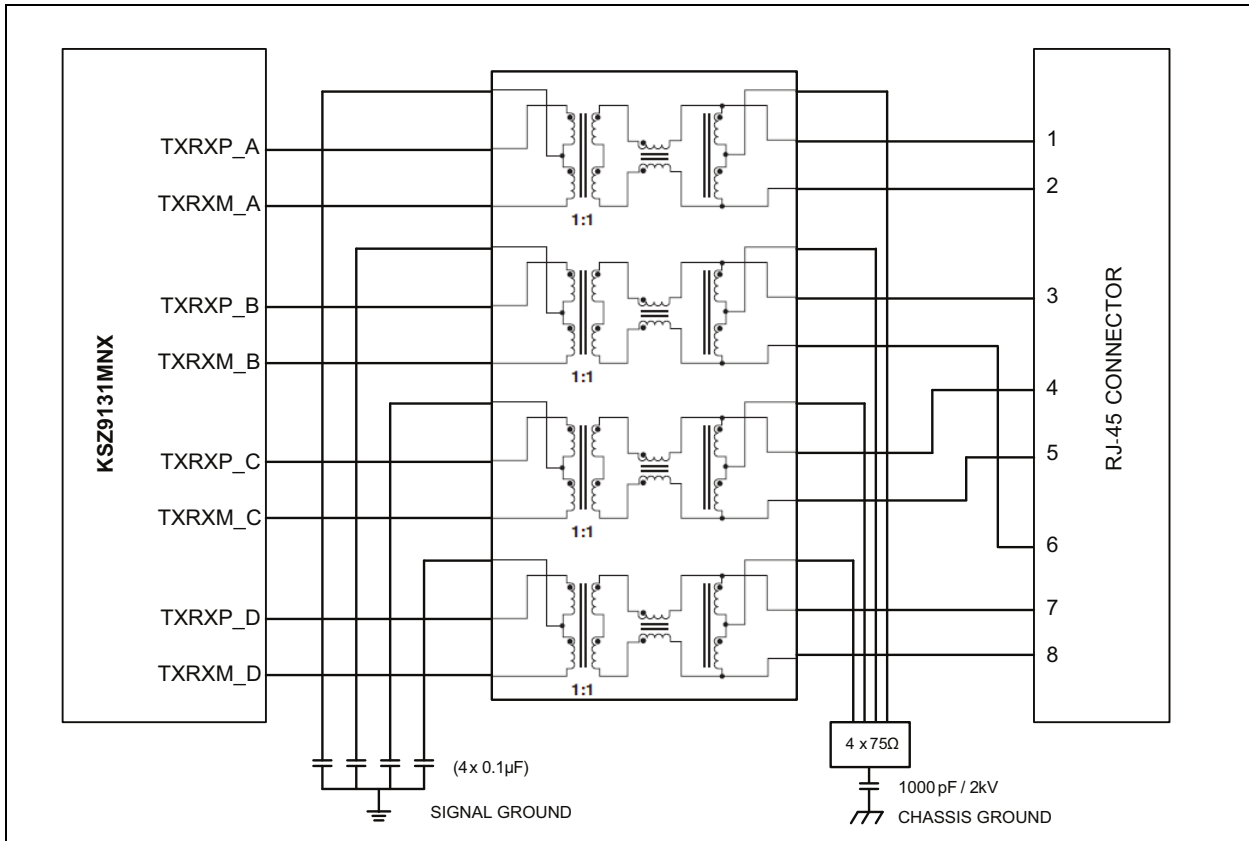 KSZ9131MNX
TXRXP_A
TXRXM_A
TXRXP_B
TXRXM_B
TXRXP_C
TXRXM_C
TXRXP_D
TXRXM_D
1:1
1:1
1:1
1:1
1
2
3
4
5
6
7
8
RJ-45 CONNECTOR
(4 x 0.1µF)
SIGNAL GROUND
4 x 75Ω
1000 pF / 2kV
CHASSIS GROUND